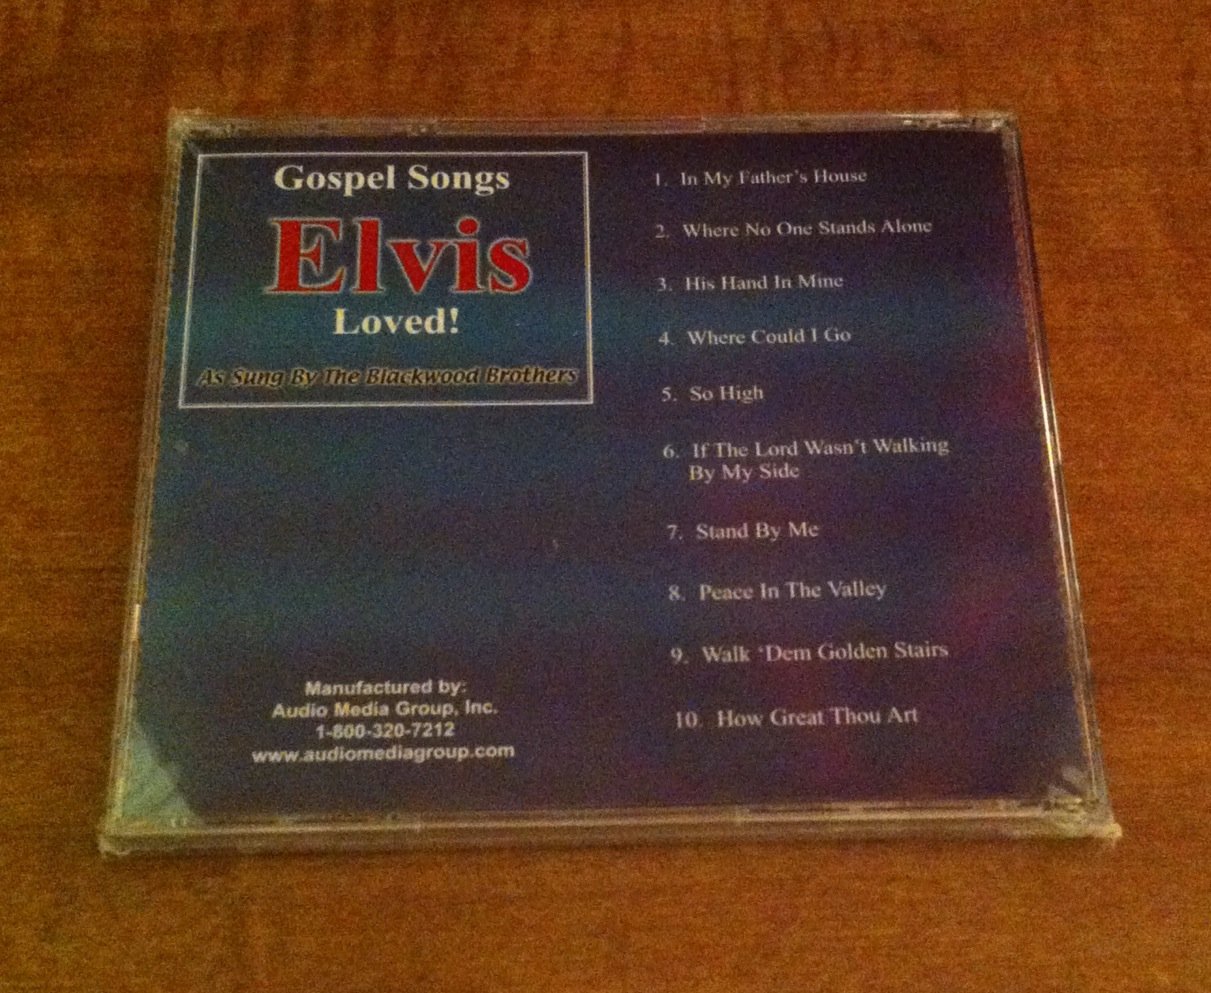 Gospel Songs
Elvis
Loved!
As Sung By The Blackwood Brothers
Manufactured by:
Audio Media Group, Inc.
1-800-320-7212
www.audiomediagroup.com
1. In My Father's House
2. Where No One Stands Alone
3. His Hand In Mine
4. Where Could I Go
5. So High
6. If The Lord Wasn't Walking
By My Side
7. Stand By Me
8. Peace In The Valley
9. Walk ‘Dem Golden Stairs
10. How Great Thou Art